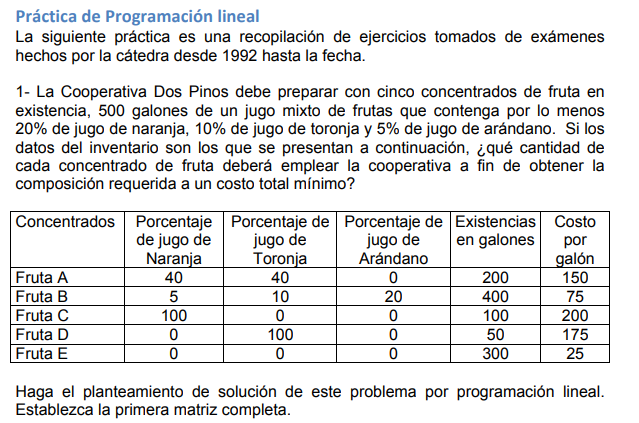 Práctica de Programación lineal
La siguiente práctica es una recopilación de ejercicios tomados de exámenes
hechos por la cátedra desde 1992 hasta la fecha.
1- La Cooperativa Dos Pinos debe preparar con cinco concentrados de fruta en
existencia, 500 galones de un jugo mixto de frutas que contenga por lo menos
20% de jugo de naranja, 10% de jugo de toronja y 5% de jugo de arándano. Si los
datos del inventario son los que se presentan a continuación, ¿qué cantidad de
cada concentrado de fruta deberá emplear la cooperativa a fin de obtener la
composición requerida a un costo total mínimo?
Concentrados Porcentaje de jugo de Naranja Porcentaje de jugo de Toronja Porcentaje de jugo de Arándano Existencias en galones Costo por galón
Fruta A 40 40 0 200 150
Fruta B 5 10 20 400 75
Fruta C 100 0 0 100 200
Fruta D 0 100 0 50 175
Fruta E 0 0 0 300 25
Haga el planteamiento de solución de este problema por programación lineal.
Establezca la primera matriz completa.